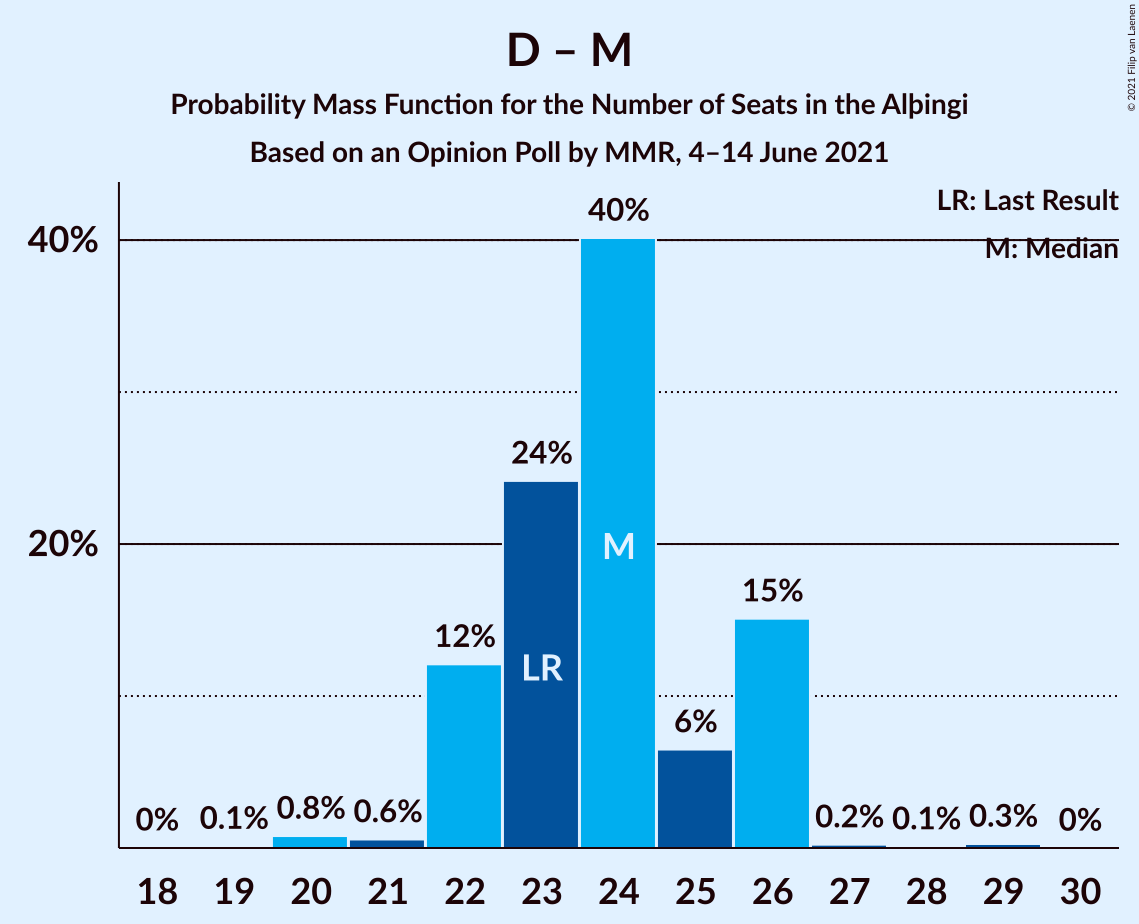 D – M
Probability Mass Function for the Number of Seats in the Alþingi
Based on an Opinion Poll by MMR, 4–14 June 2021
© 2021 Filip van Laenen
LR: Last Result
M: Median
40%
20%
0%
0.1%
0.8%
0.6%
12%
24%
40%
6%
15%
0.2%
0.1%
0.3%
0%
LR
M
18 19 20 21 22 23 24 25 26 27 28 29 30